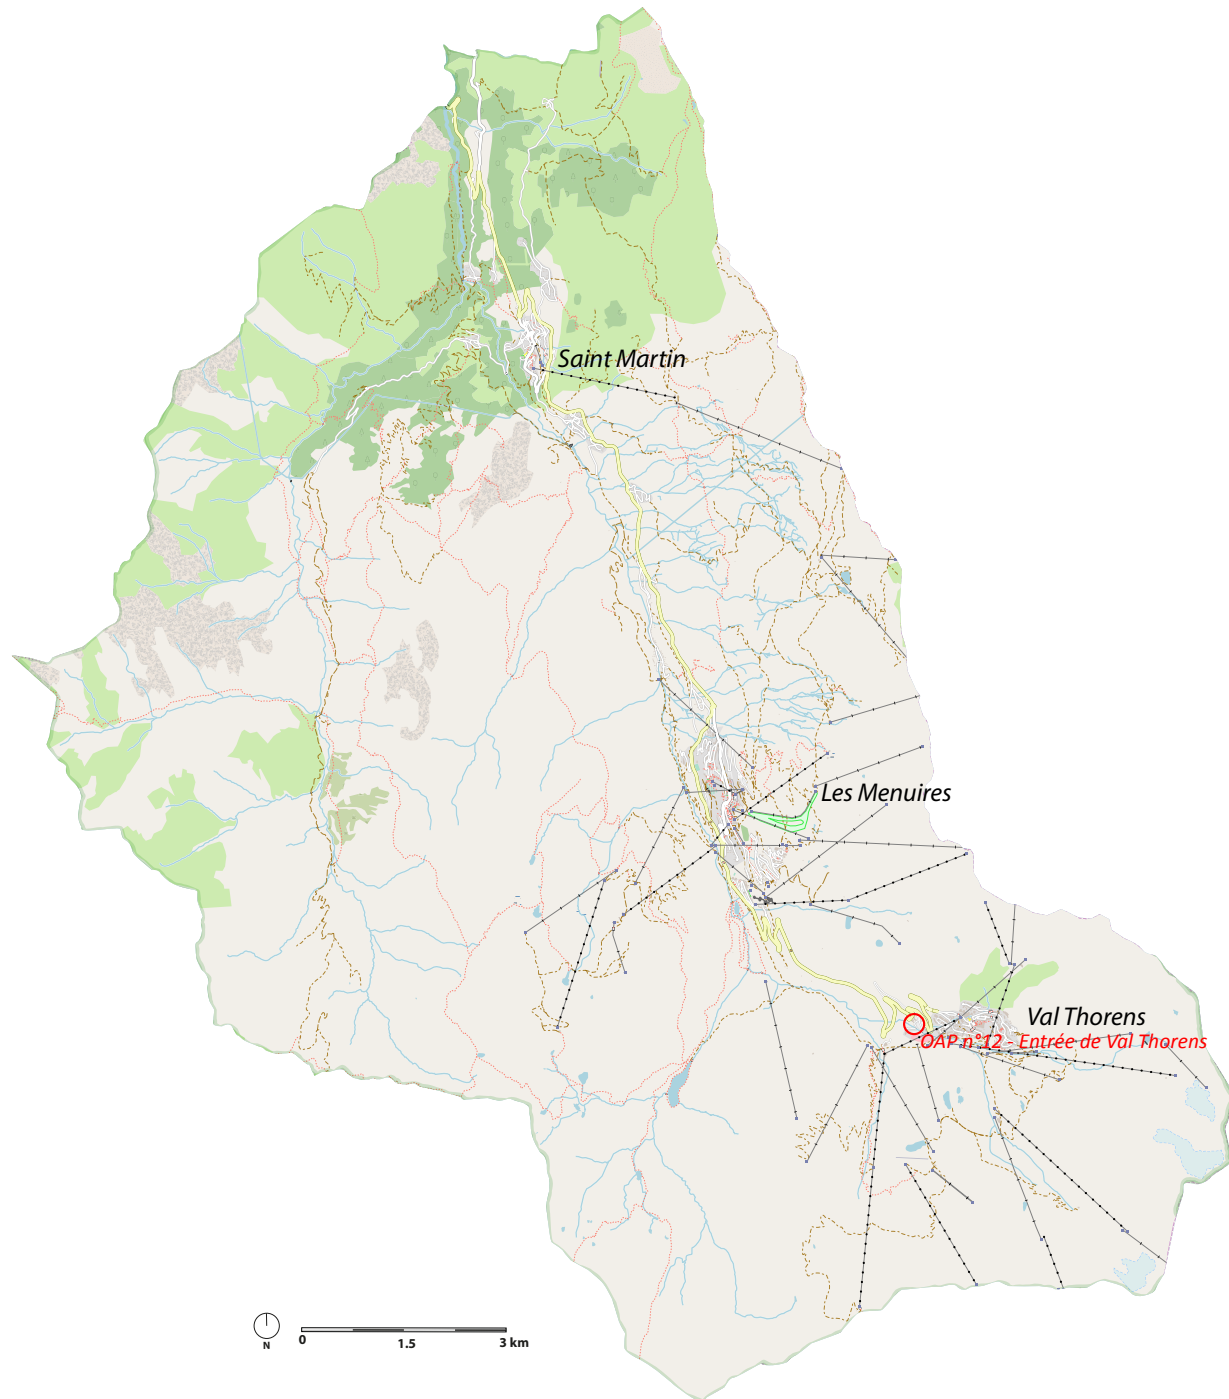 Saint Martin
Les Menuires
Val Thorens
OAP n°12 - Entrée de Val Thorens
N
0
1.5
3 km